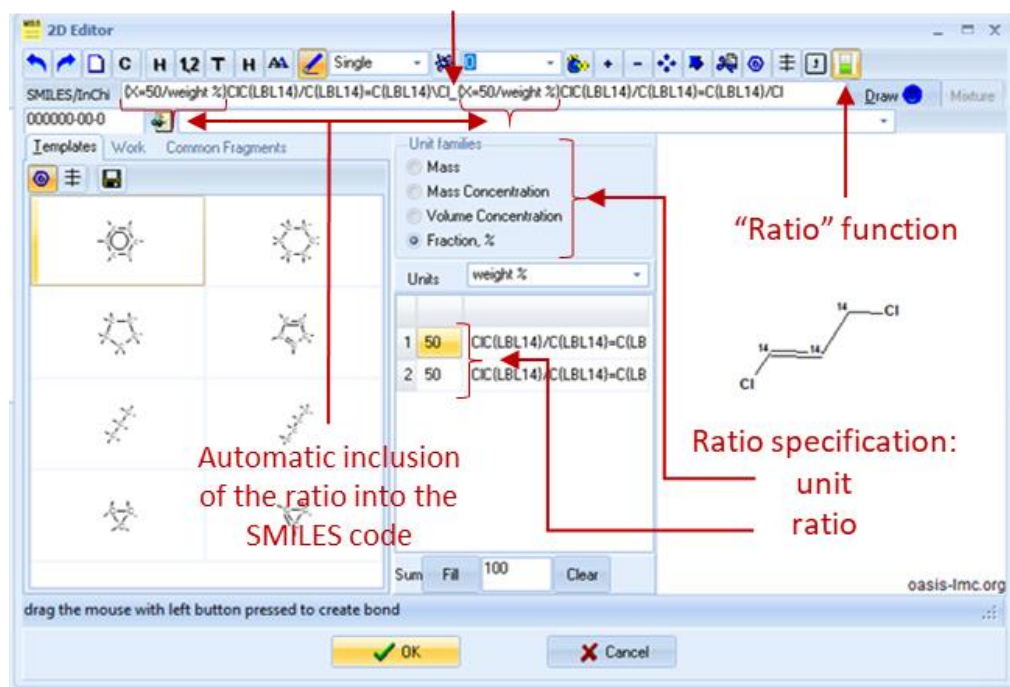 2D Editor
C H 1,2 T H AA Single 0 + -
SMILES/InChi (X=50/weight %)ClC(LBL14)/C(LBL14)=C(LBL14)\Cl_(X=50/weight %)ClC(LBL14)/C(LBL14)=C(LBL14)/Cl Draw Mixture
000000-00-0
Templates Work Common Fragments
Unit families
Mass
Mass Concentration
Volume Concentration
Fraction, %
"Ratio" function
Units weight %
1 50 ClC(LBL14)/C(LBL14)=C(LB
2 50 ClC(LBL14)/C(LBL14)=C(LB
14 Cl
14 14
Cl
Automatic inclusion
of the ratio into the
SMILES code
Ratio specification:
unit
ratio
Sum Fill 100 Clear
oasis-lmc.org
drag the mouse with left button pressed to create bond
OK Cancel